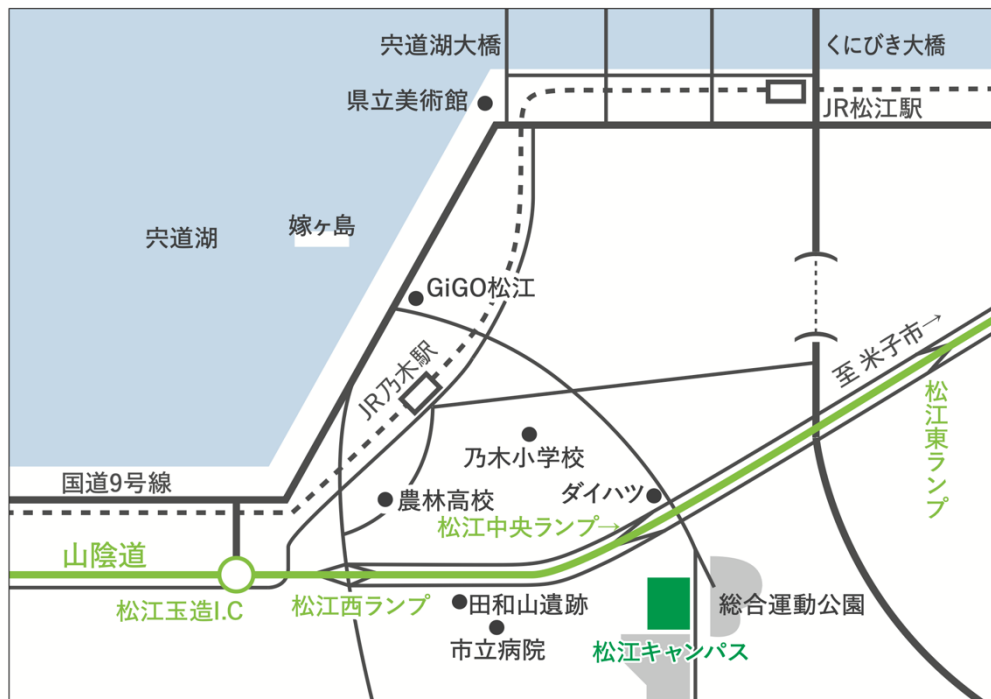 宍道湖大橋
くにびき大橋
県立美術館
JR松江駅
宍道湖
嫁ヶ島
GiGO松江
至 米子市→
JR乃木駅
松江東ランプ
乃木小学校
国道9号線
農林高校
ダイハツ
松江中央ランプ→
山陰道
松江玉造I.C
松江西ランプ
田和山遺跡
総合運動公園
市立病院
松江キャンパス